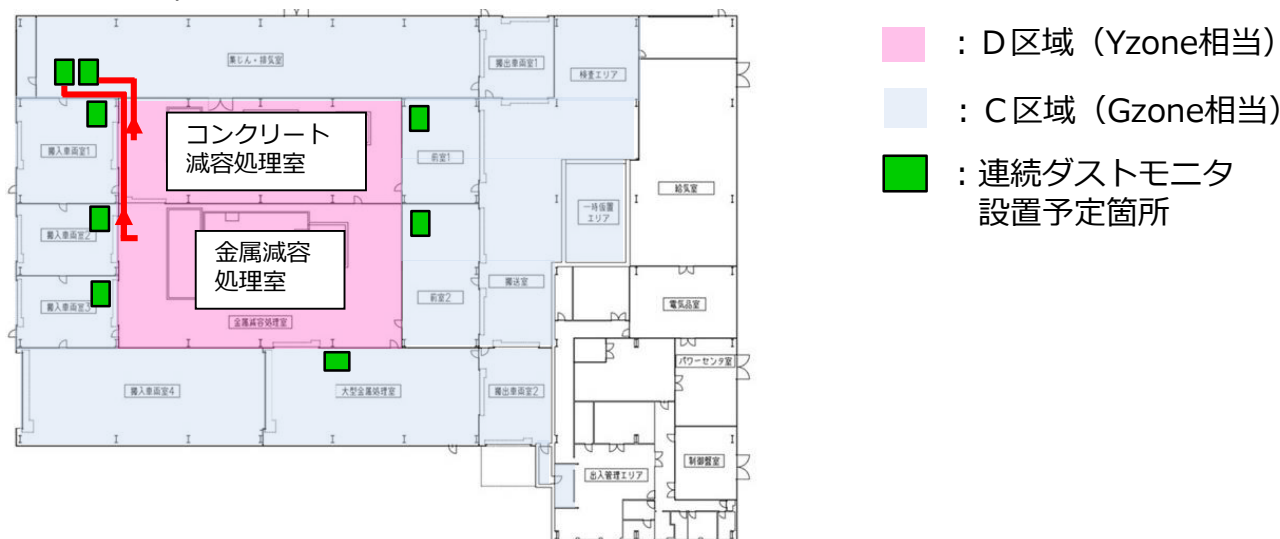 集じん・排気室
搬出車両室1
検査エリア
搬入車両室1
コンクリート
減容処理室
前室1
給気室
一時仮置
エリア
搬入車両室2
金属減容
処理室
搬入車両室3
前室2
搬送室
金属減容処理室
電気品室
搬入車両室4
大型金属処理室
搬出車両室2
パワーセンタ室
制御盤室
出入管理エリア
：Ｄ区域（Yzone相当）
：Ｃ区域（Gzone相当）
：連続ダストモニタ
設置予定箇所